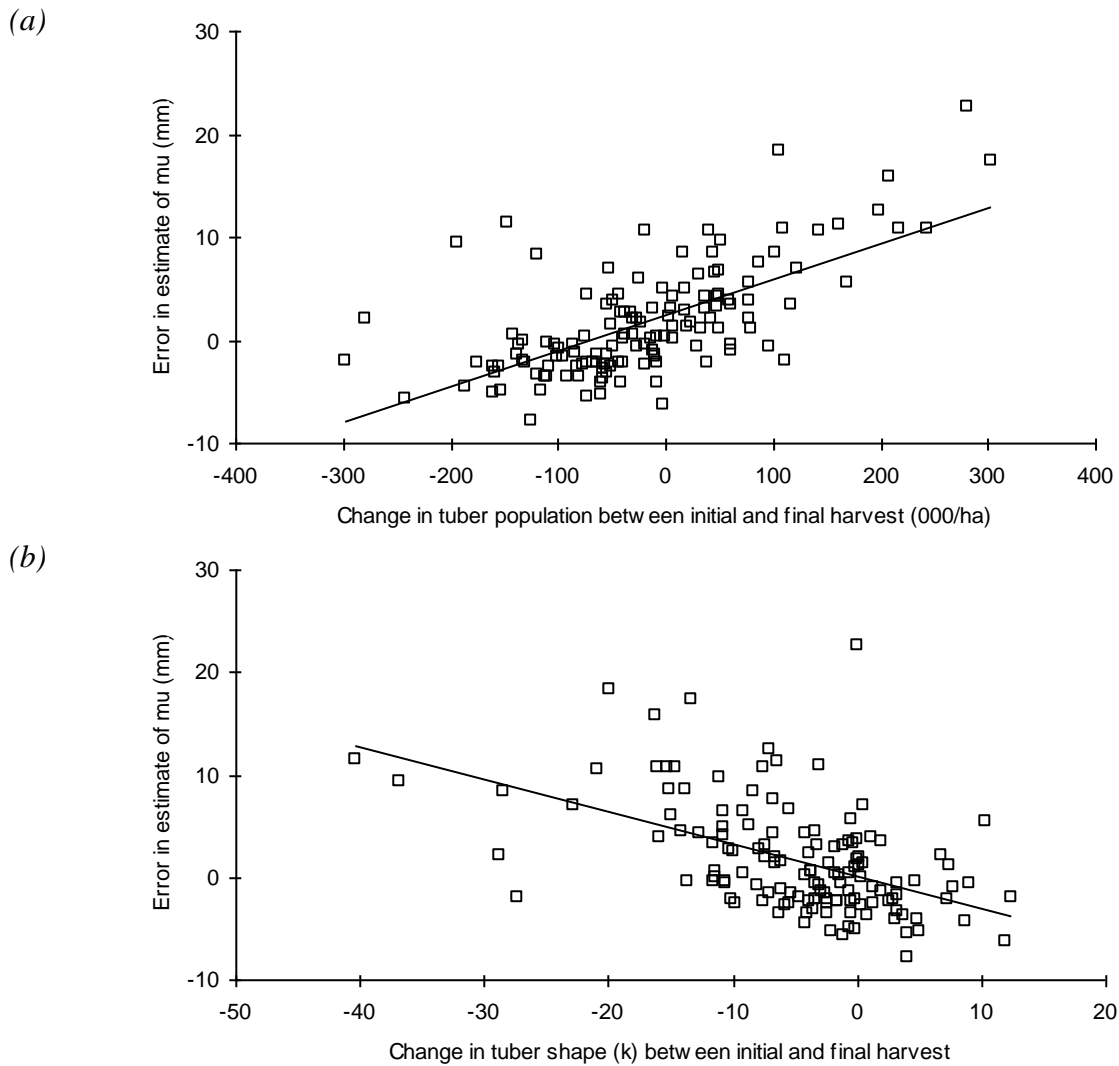 (a)
30
20
10
0
-10
Error in estimate of mu (mm)
-400 -300 -200 -100 0 100 200 300 400
Change in tuber population between initial and final harvest (000/ha)
(b)
30
20
10
0
-10
Error in estimate of mu (mm)
-50 -40 -30 -20 -10 0 10 20
Change in tuber shape (k) between initial and final harvest